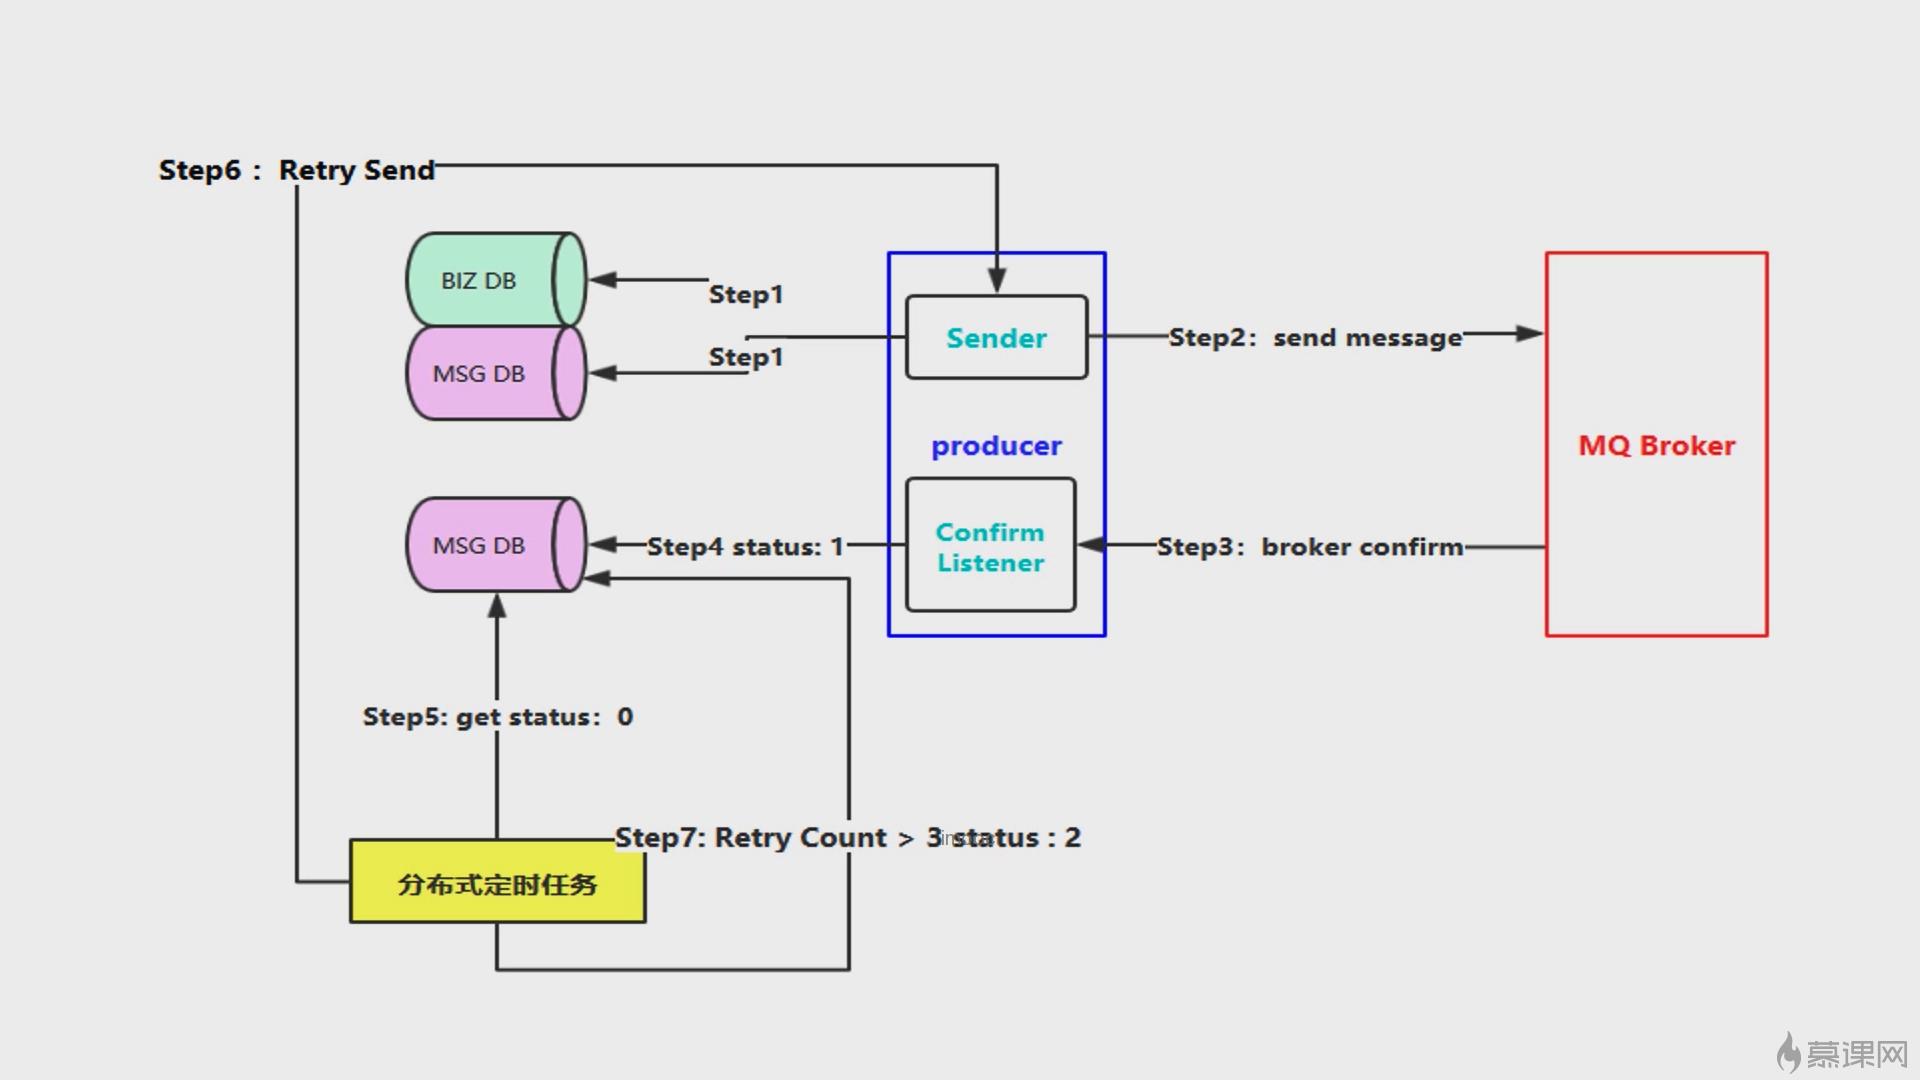 Step6 : Retry Send
BIZ DB
Step1
Sender
Step2: send message
Step1
MSG DB
producer
MQ Broker
Confirm
Listener
MSG DB
Step4 status: 1
Step3: broker confirm
Step5: get status: 0
Step7: Retry Count > 3 status : 2
分布式定时任务
慕课网